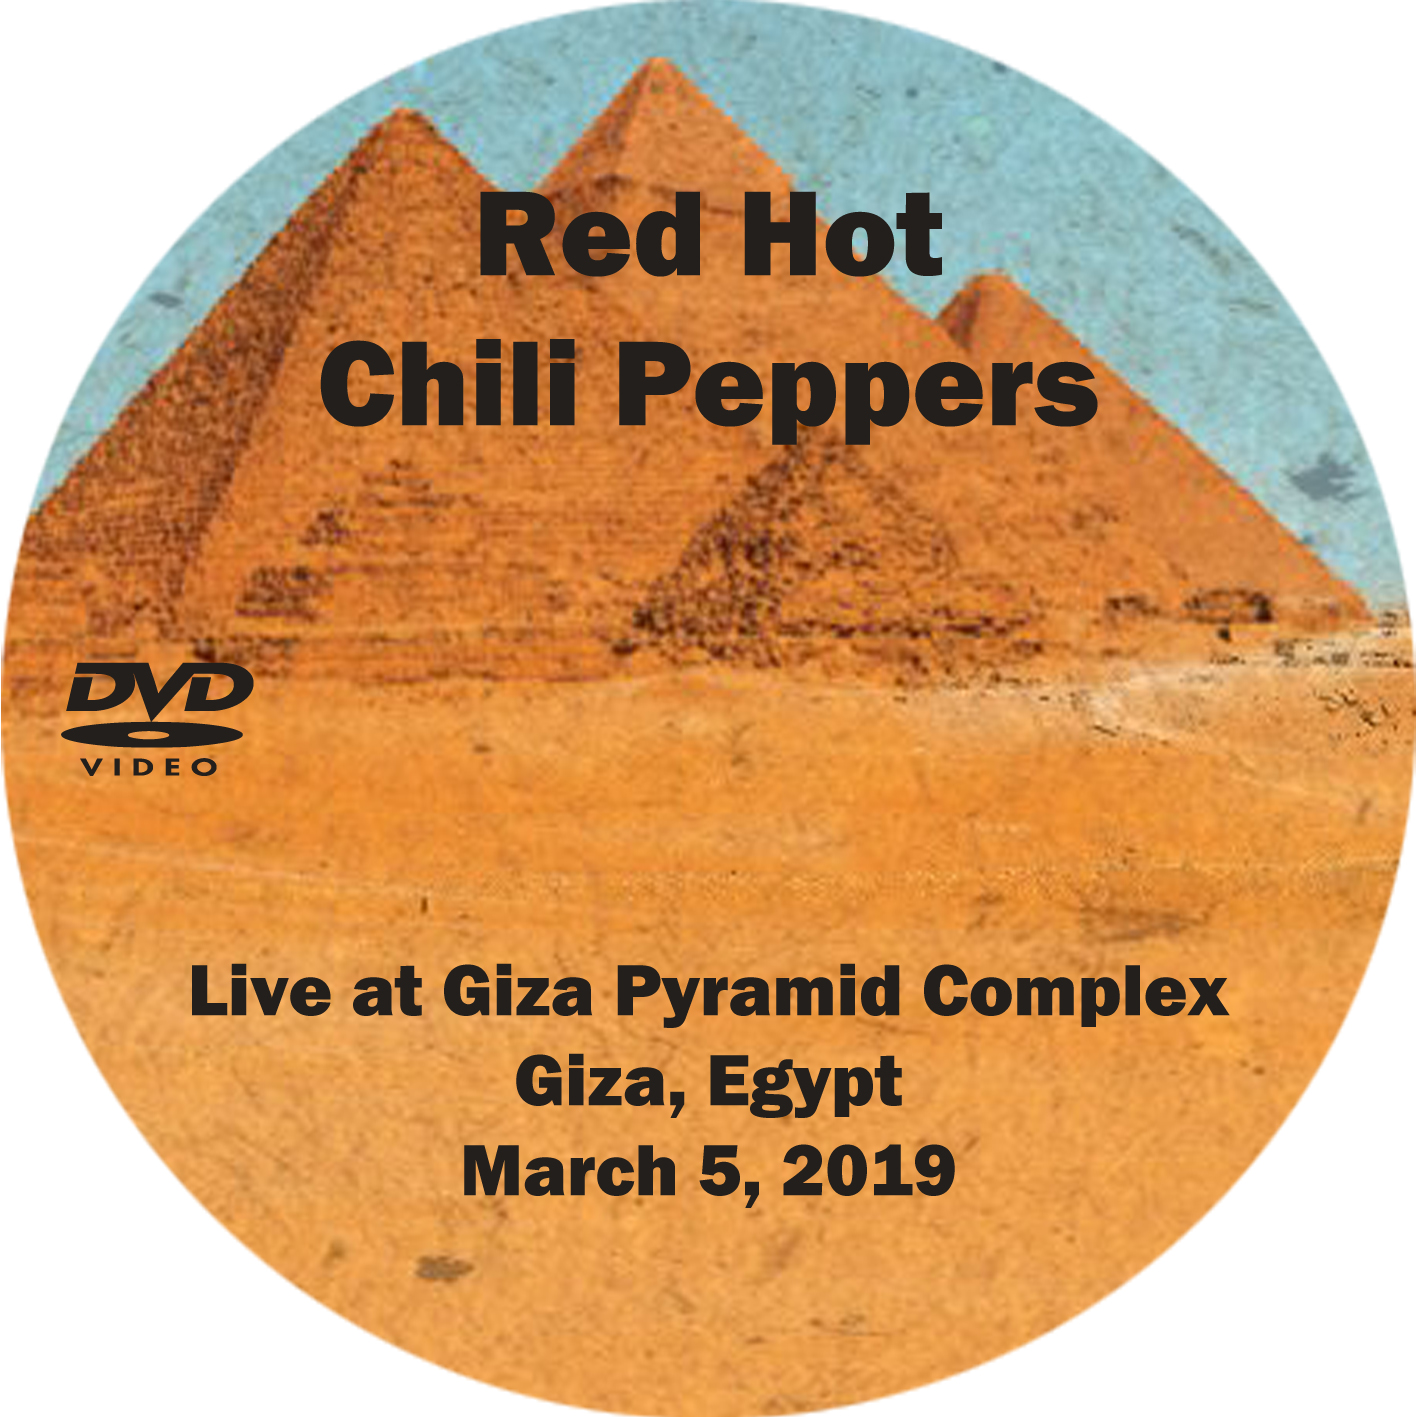 Red Hot
Chili Peppers
DVD
VIDEO
Live at Giza Pyramid Complex
Giza, Egypt
March 5, 2019